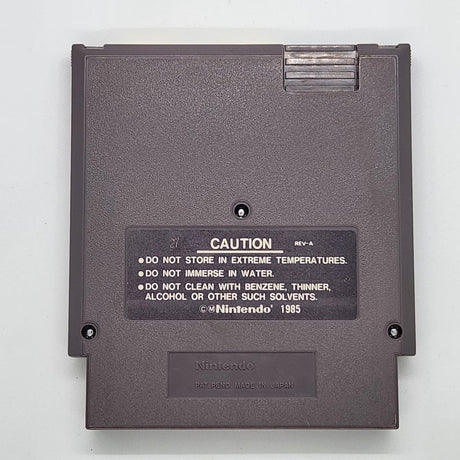 CAUTION REV-A
• DO NOT STORE IN EXTREME TEMPERATURES.
• DO NOT IMMERSE IN WATER.
• DO NOT CLEAN WITH BENZENE, THINNER,
ALCOHOL OR OTHER SUCH SOLVENTS.
©Ⓜ Nintendo® 1985
Nintendo
PAT. PEND. MADE IN JAPAN